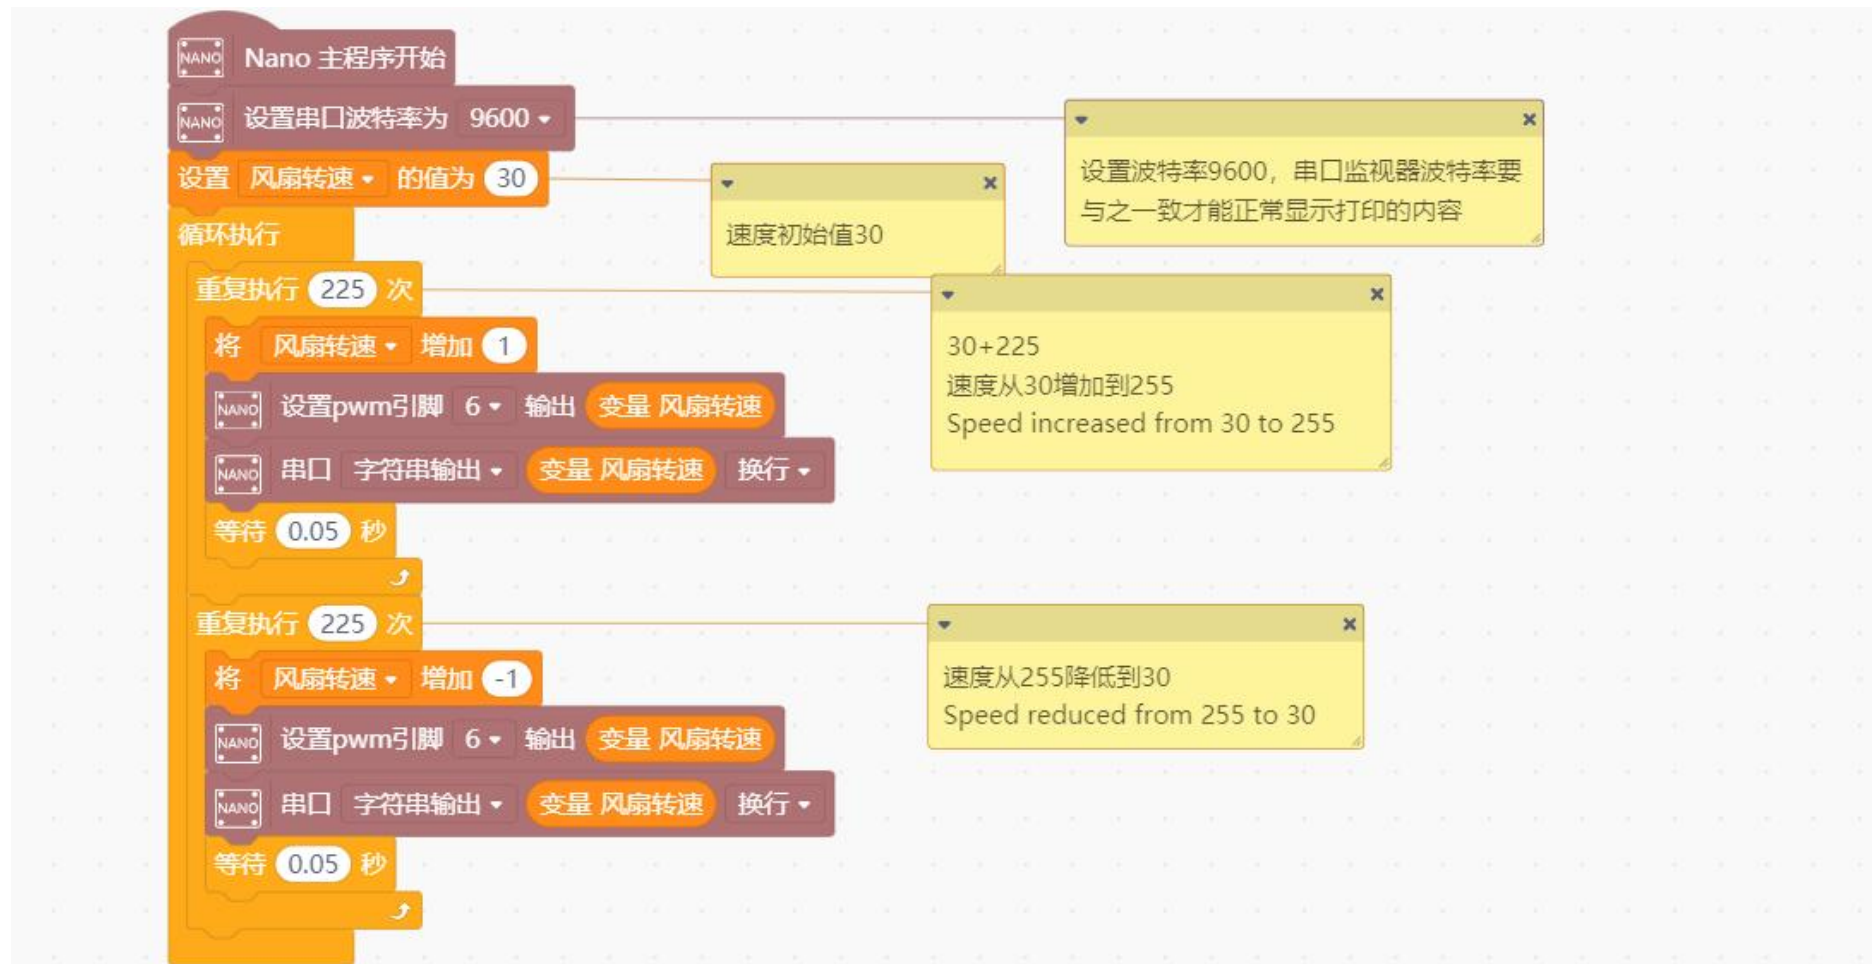 NANO Nano 主程序开始
NANO 设置串口波特率为 9600
设置 风扇转速 的值为 30
循环执行
重复执行 225 次
将 风扇转速 增加 1
NANO 设置pwm引脚 6 输出 变量 风扇转速
NANO 串口 字符串输出 变量 风扇转速 换行
等待 0.05 秒
重复执行 225 次
将 风扇转速 增加 -1
NANO 设置pwm引脚 6 输出 变量 风扇转速
NANO 串口 字符串输出 变量 风扇转速 换行
等待 0.05 秒
设置波特率9600，串口监视器波特率要
与之一致才能正常显示打印的内容
速度初始值30
30+225
速度从30增加到255
Speed increased from 30 to 255
速度从255降低到30
Speed reduced from 255 to 30